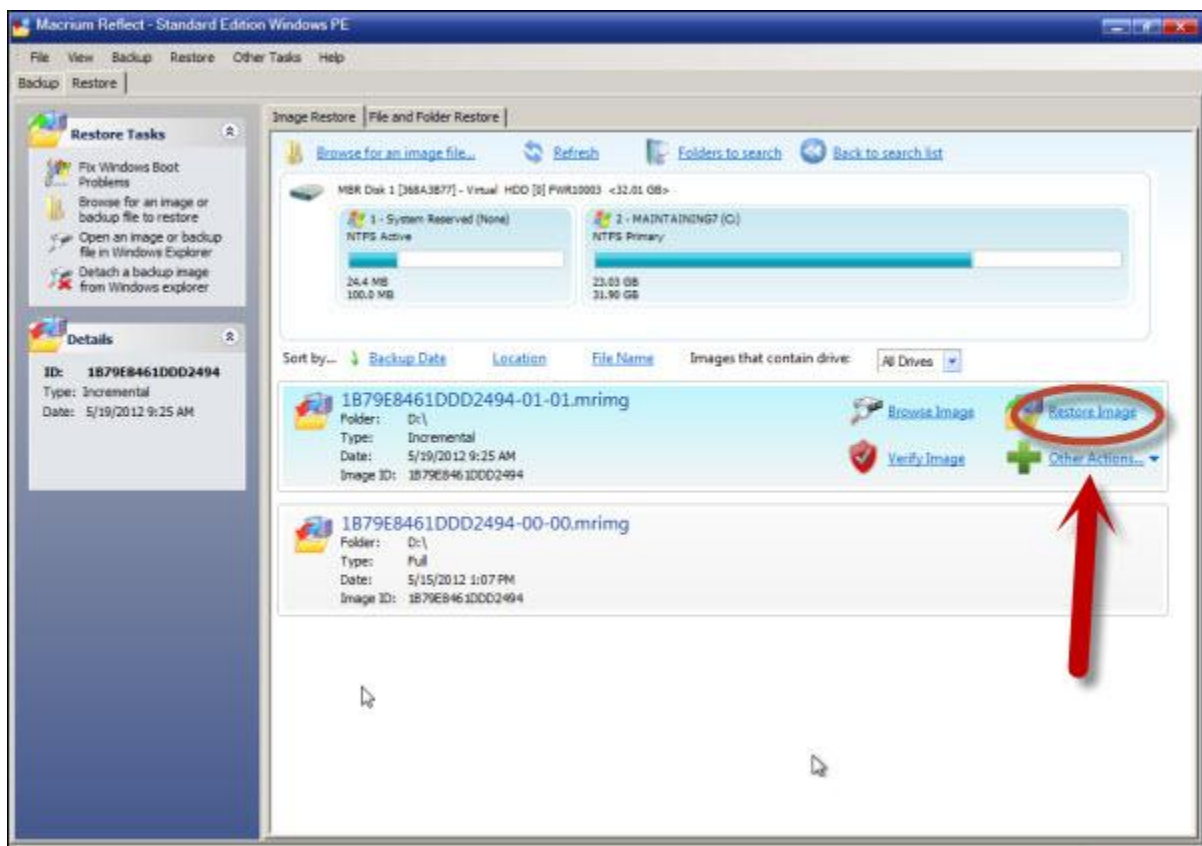 Macrium Reflect - Standard Edition Windows PE
File View Backup Restore Other Tasks Help
Backup Restore
Restore Tasks
Fix Windows Boot
Problems
Browse for an image or
backup file to restore
Open an image or backup
file in Windows Explorer
Detach a backup image
from Windows explorer
Details
ID: 1B79E8461DDD2494
Type: Incremental
Date: 5/19/2012 9:25 AM
Image Restore File and Folder Restore
Browse for an image file... Refresh Folders to search Back to search list
MBR Disk 1 [368A3B77] - Virtual HDD [0] PWR10003 <32.01 GB>
1 - System Reserved (None)
NTFS Active
24.4 MB
100.0 MB
2 - MAINTAINING7 (C:)
NTFS Primary
23.03 GB
31.90 GB
Sort by... Backup Date Location File Name Images that contain drive: All Drives
1B79E8461DDD2494-01-01.mrimg
Folder: D:\
Type: Incremental
Date: 5/19/2012 9:25 AM
Image ID: 1B79E8461DDD2494
Browse Image Restore Image
Verify Image Other Actions...
1B79E8461DDD2494-00-00.mrimg
Folder: D:\
Type: Full
Date: 5/15/2012 1:07 PM
Image ID: 1B79E8461DDD2494